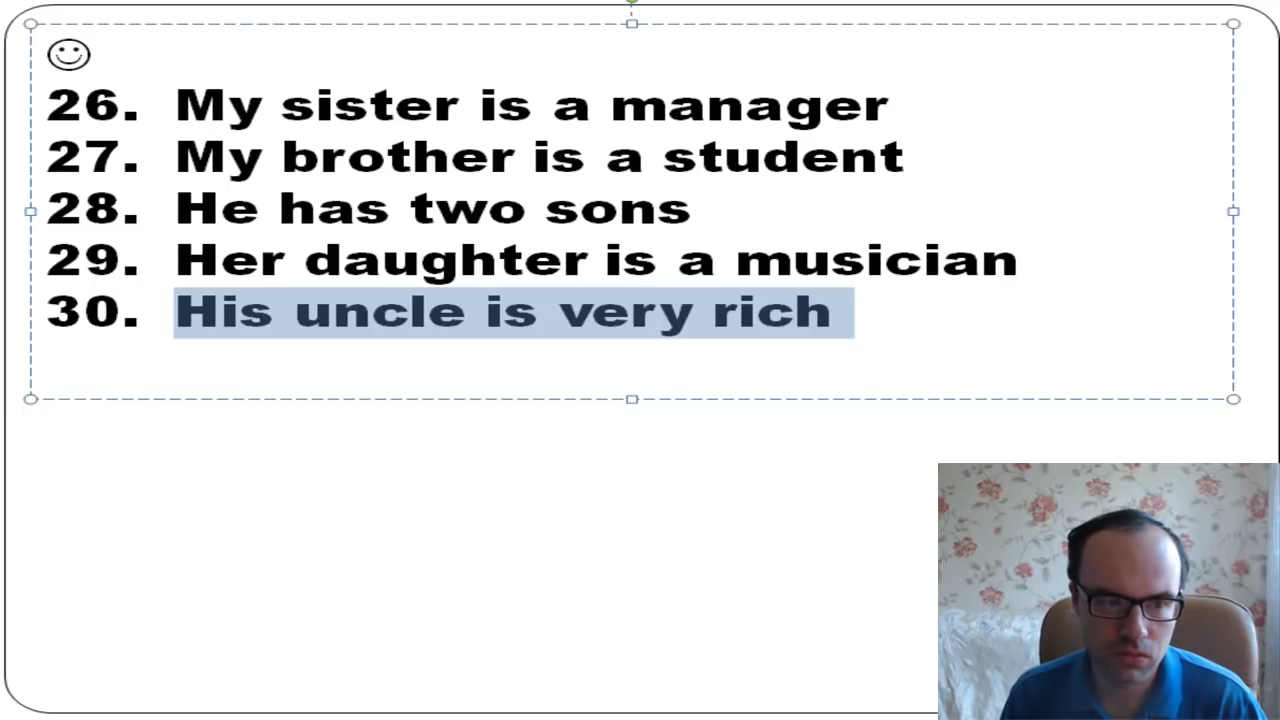 26. My sister is a manager
27. My brother is a student
28. He has two sons
29. Her daughter is a musician
30. His uncle is very rich